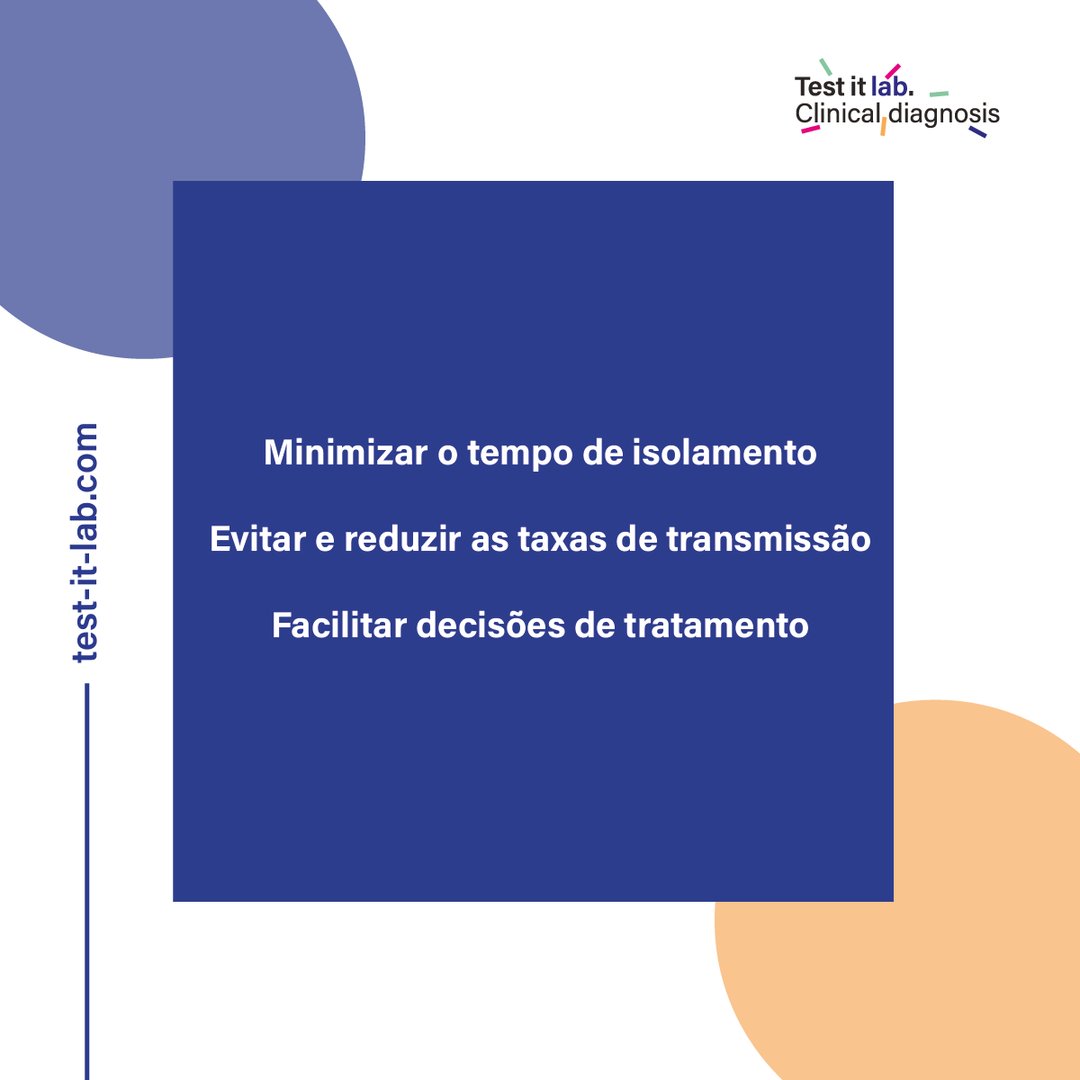 Test it lab.
Clinical diagnosis
Minimizar o tempo de isolamento
Evitar e reduzir as taxas de transmissão
Facilitar decisões de tratamento
test-it-lab.com